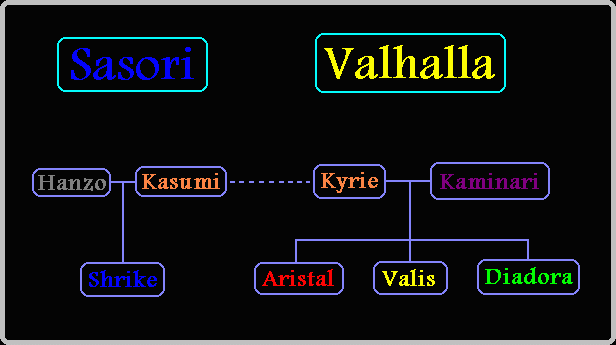 Sasori
Valhalla
Hanzo
Kasumi
Kyrie
Kaminari
Shrike
Aristal
Valis
Diadora